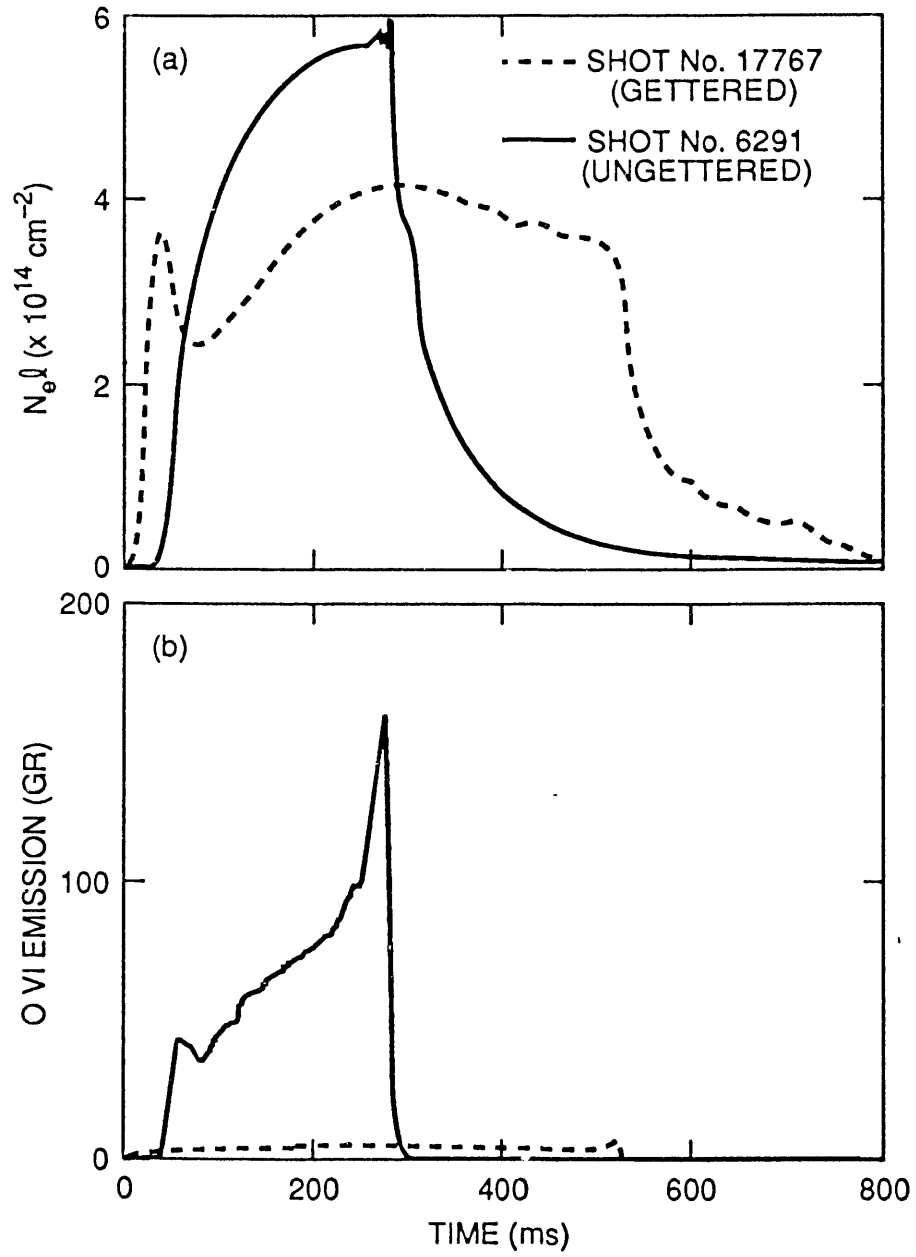 (a)
SHOT No. 17767
(GETTERED)
SHOT No. 6291
(UNGETTERED)
6
4
2
0
Nₑℓ (x 10¹⁴ cm⁻²)
(b)
200
100
0
O VI EMISSION (GR)
0 200 400 600 800
TIME (ms)